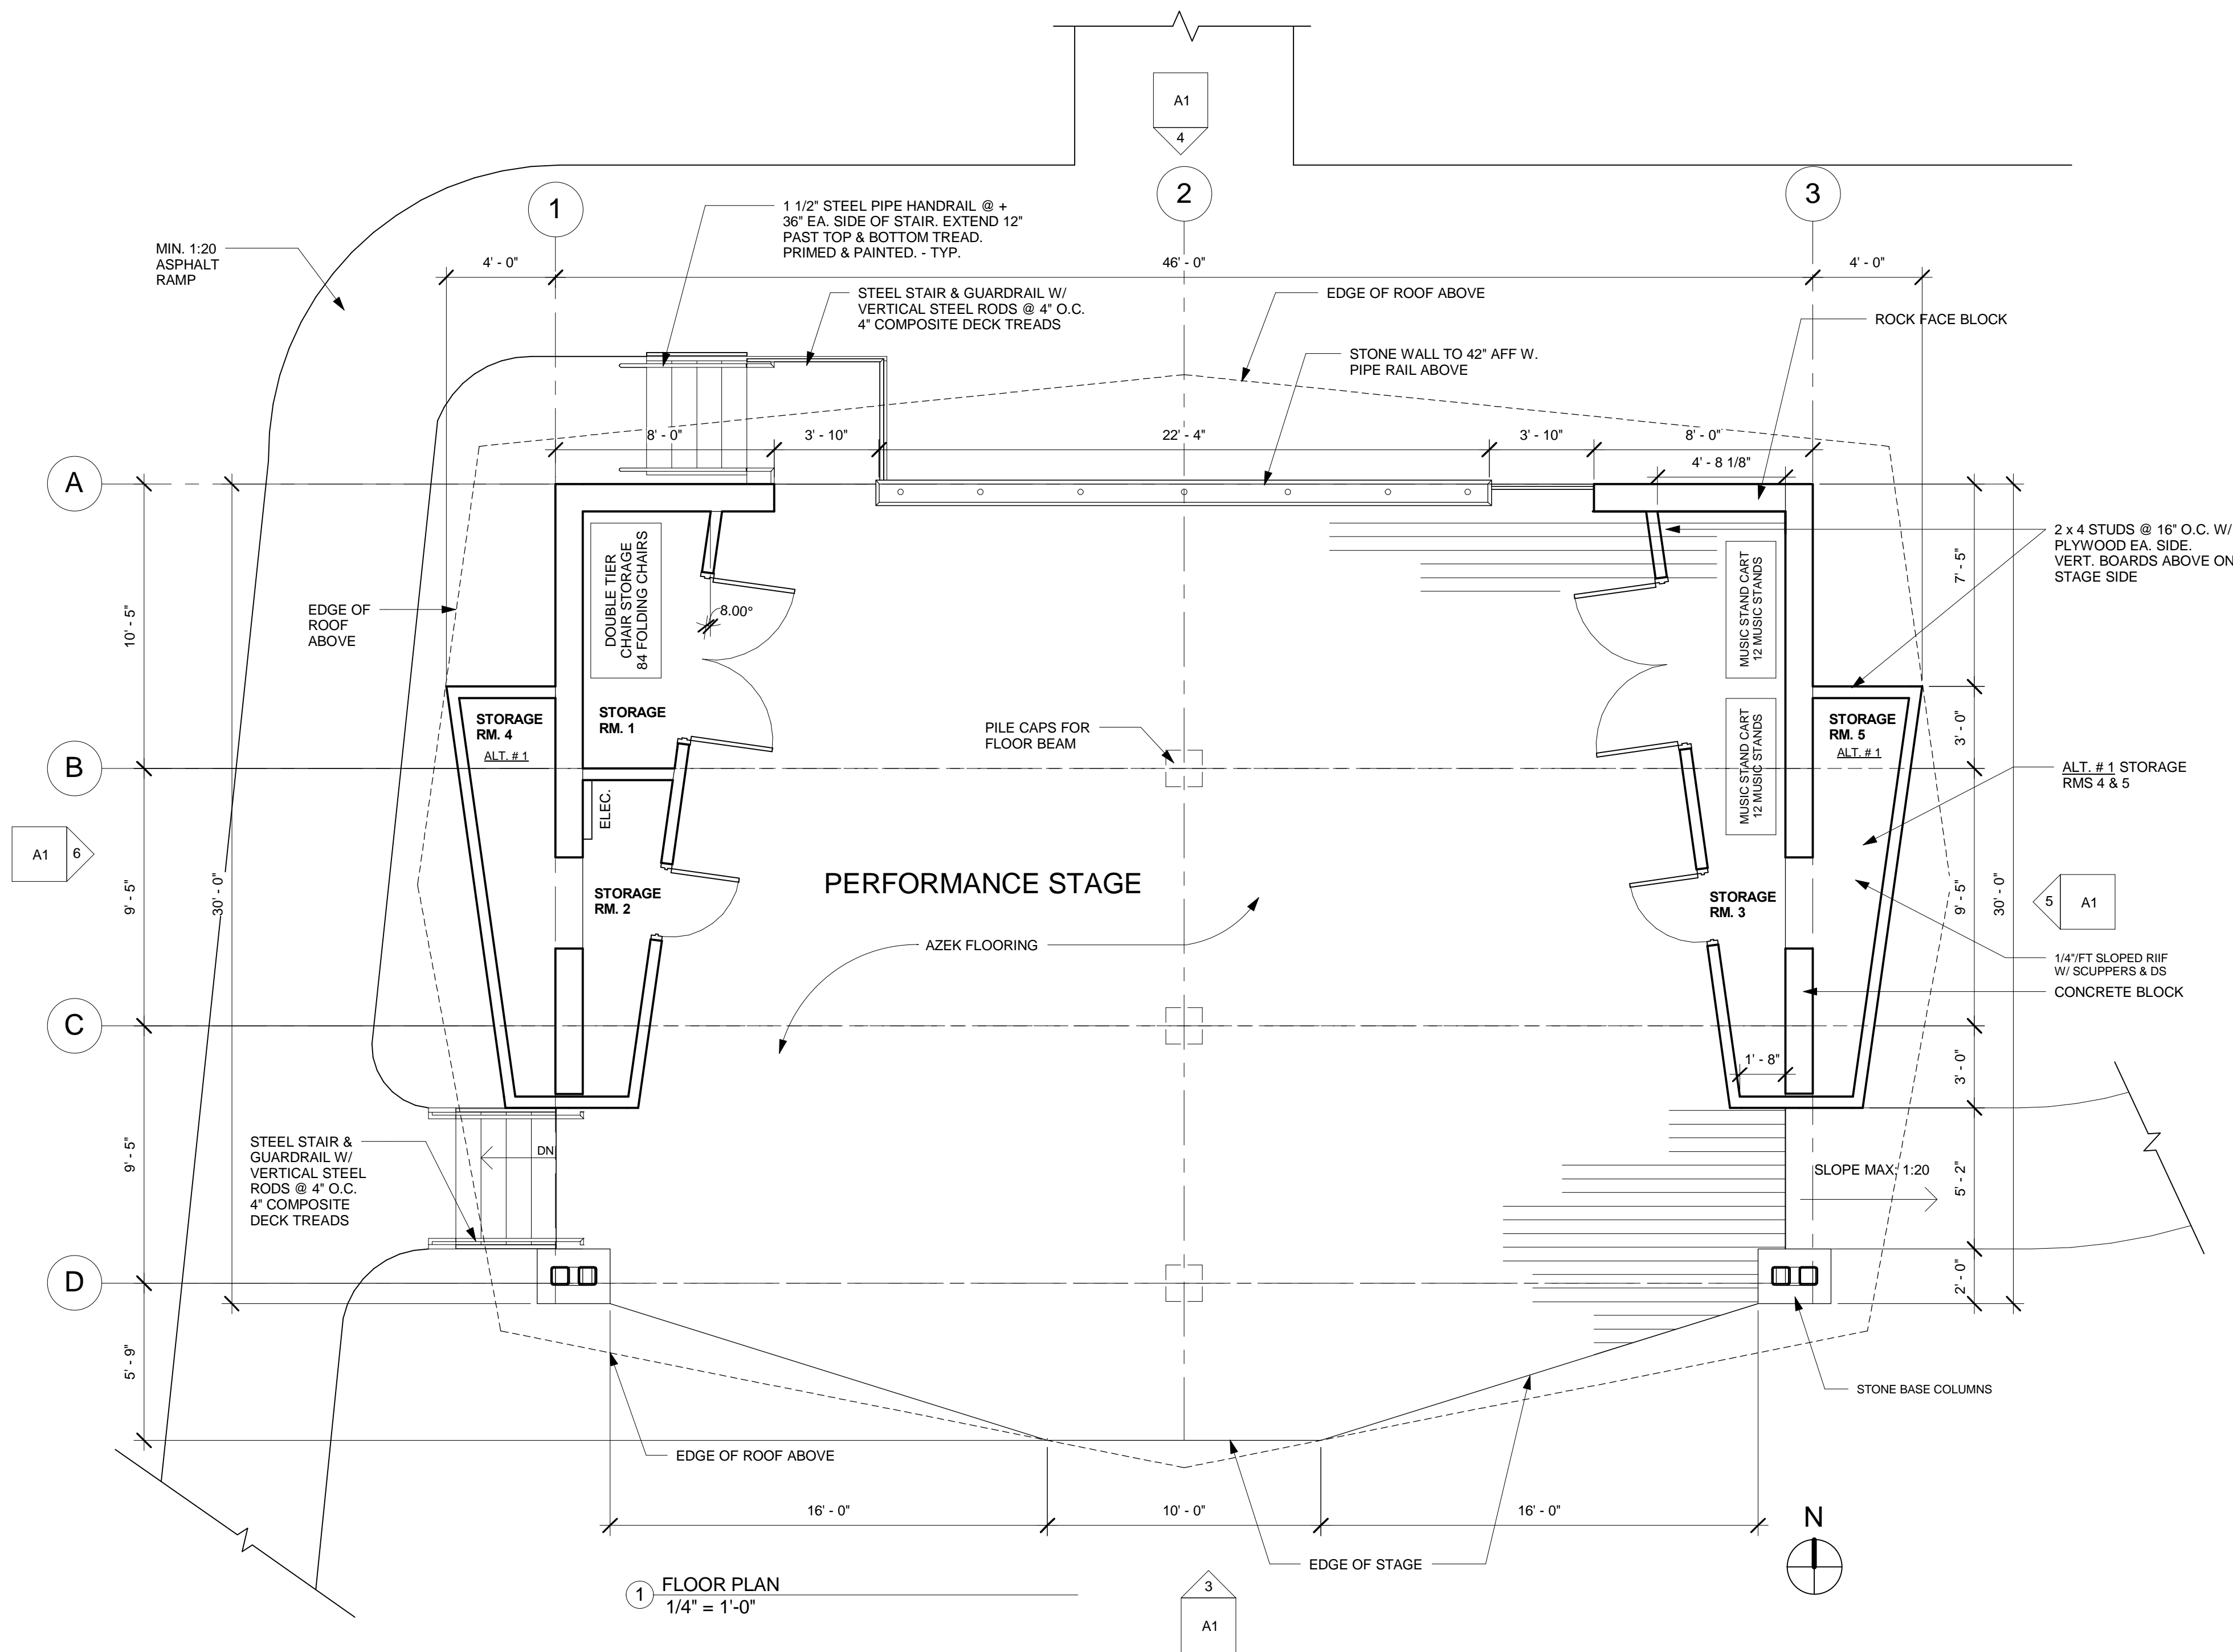 A1
4
1
2
3
1 1/2" STEEL PIPE HANDRAIL @ +
36" EA. SIDE OF STAIR. EXTEND 12"
PAST TOP & BOTTOM TREAD.
PRIMED & PAINTED. - TYP.
MIN. 1:20
ASPHALT
RAMP
4' - 0"
46' - 0"
4' - 0"
STEEL STAIR & GUARDRAIL W/
VERTICAL STEEL RODS @ 4" O.C.
4" COMPOSITE DECK TREADS
EDGE OF ROOF ABOVE
ROCK FACE BLOCK
STONE WALL TO 42" AFF W.
PIPE RAIL ABOVE
8' - 0"
3' - 10"
22' - 4"
3' - 10"
8' - 0"
4' - 8 1/8"
A
2 x 4 STUDS @ 16" O.C. W/
PLYWOOD EA. SIDE.
VERT. BOARDS ABOVE ON
STAGE SIDE
DOUBLE TIER
CHAIR STORAGE
84 FOLDING CHAIRS
MUSIC STAND CART
12 MUSIC STANDS
7' - 5"
10' - 5"
EDGE OF
ROOF
ABOVE
8.00°
STORAGE
RM. 4
ALT. # 1
STORAGE
RM. 1
PILE CAPS FOR
FLOOR BEAM
MUSIC STAND CART
12 MUSIC STANDS
STORAGE
RM. 5
ALT. # 1
3' - 0"
B
ALT. # 1 STORAGE
RMS 4 & 5
ELEC.
A1
6
9' - 5"
30' - 0"
PERFORMANCE STAGE
STORAGE
RM. 2
STORAGE
RM. 3
9' - 5"
30' - 0"
5
A1
AZEK FLOORING
1/4"/FT SLOPED RIIF
W/ SCUPPERS & DS
CONCRETE BLOCK
C
1' - 8"
3' - 0"
STEEL STAIR &
GUARDRAIL W/
VERTICAL STEEL
RODS @ 4" O.C.
4" COMPOSITE
DECK TREADS
9' - 5"
DN
SLOPE MAX: 1:20
5' - 2"
D
2' - 0"
5' - 9"
STONE BASE COLUMNS
EDGE OF ROOF ABOVE
16' - 0"
10' - 0"
16' - 0"
N
EDGE OF STAGE
1
FLOOR PLAN
1/4" = 1'-0"
3
A1